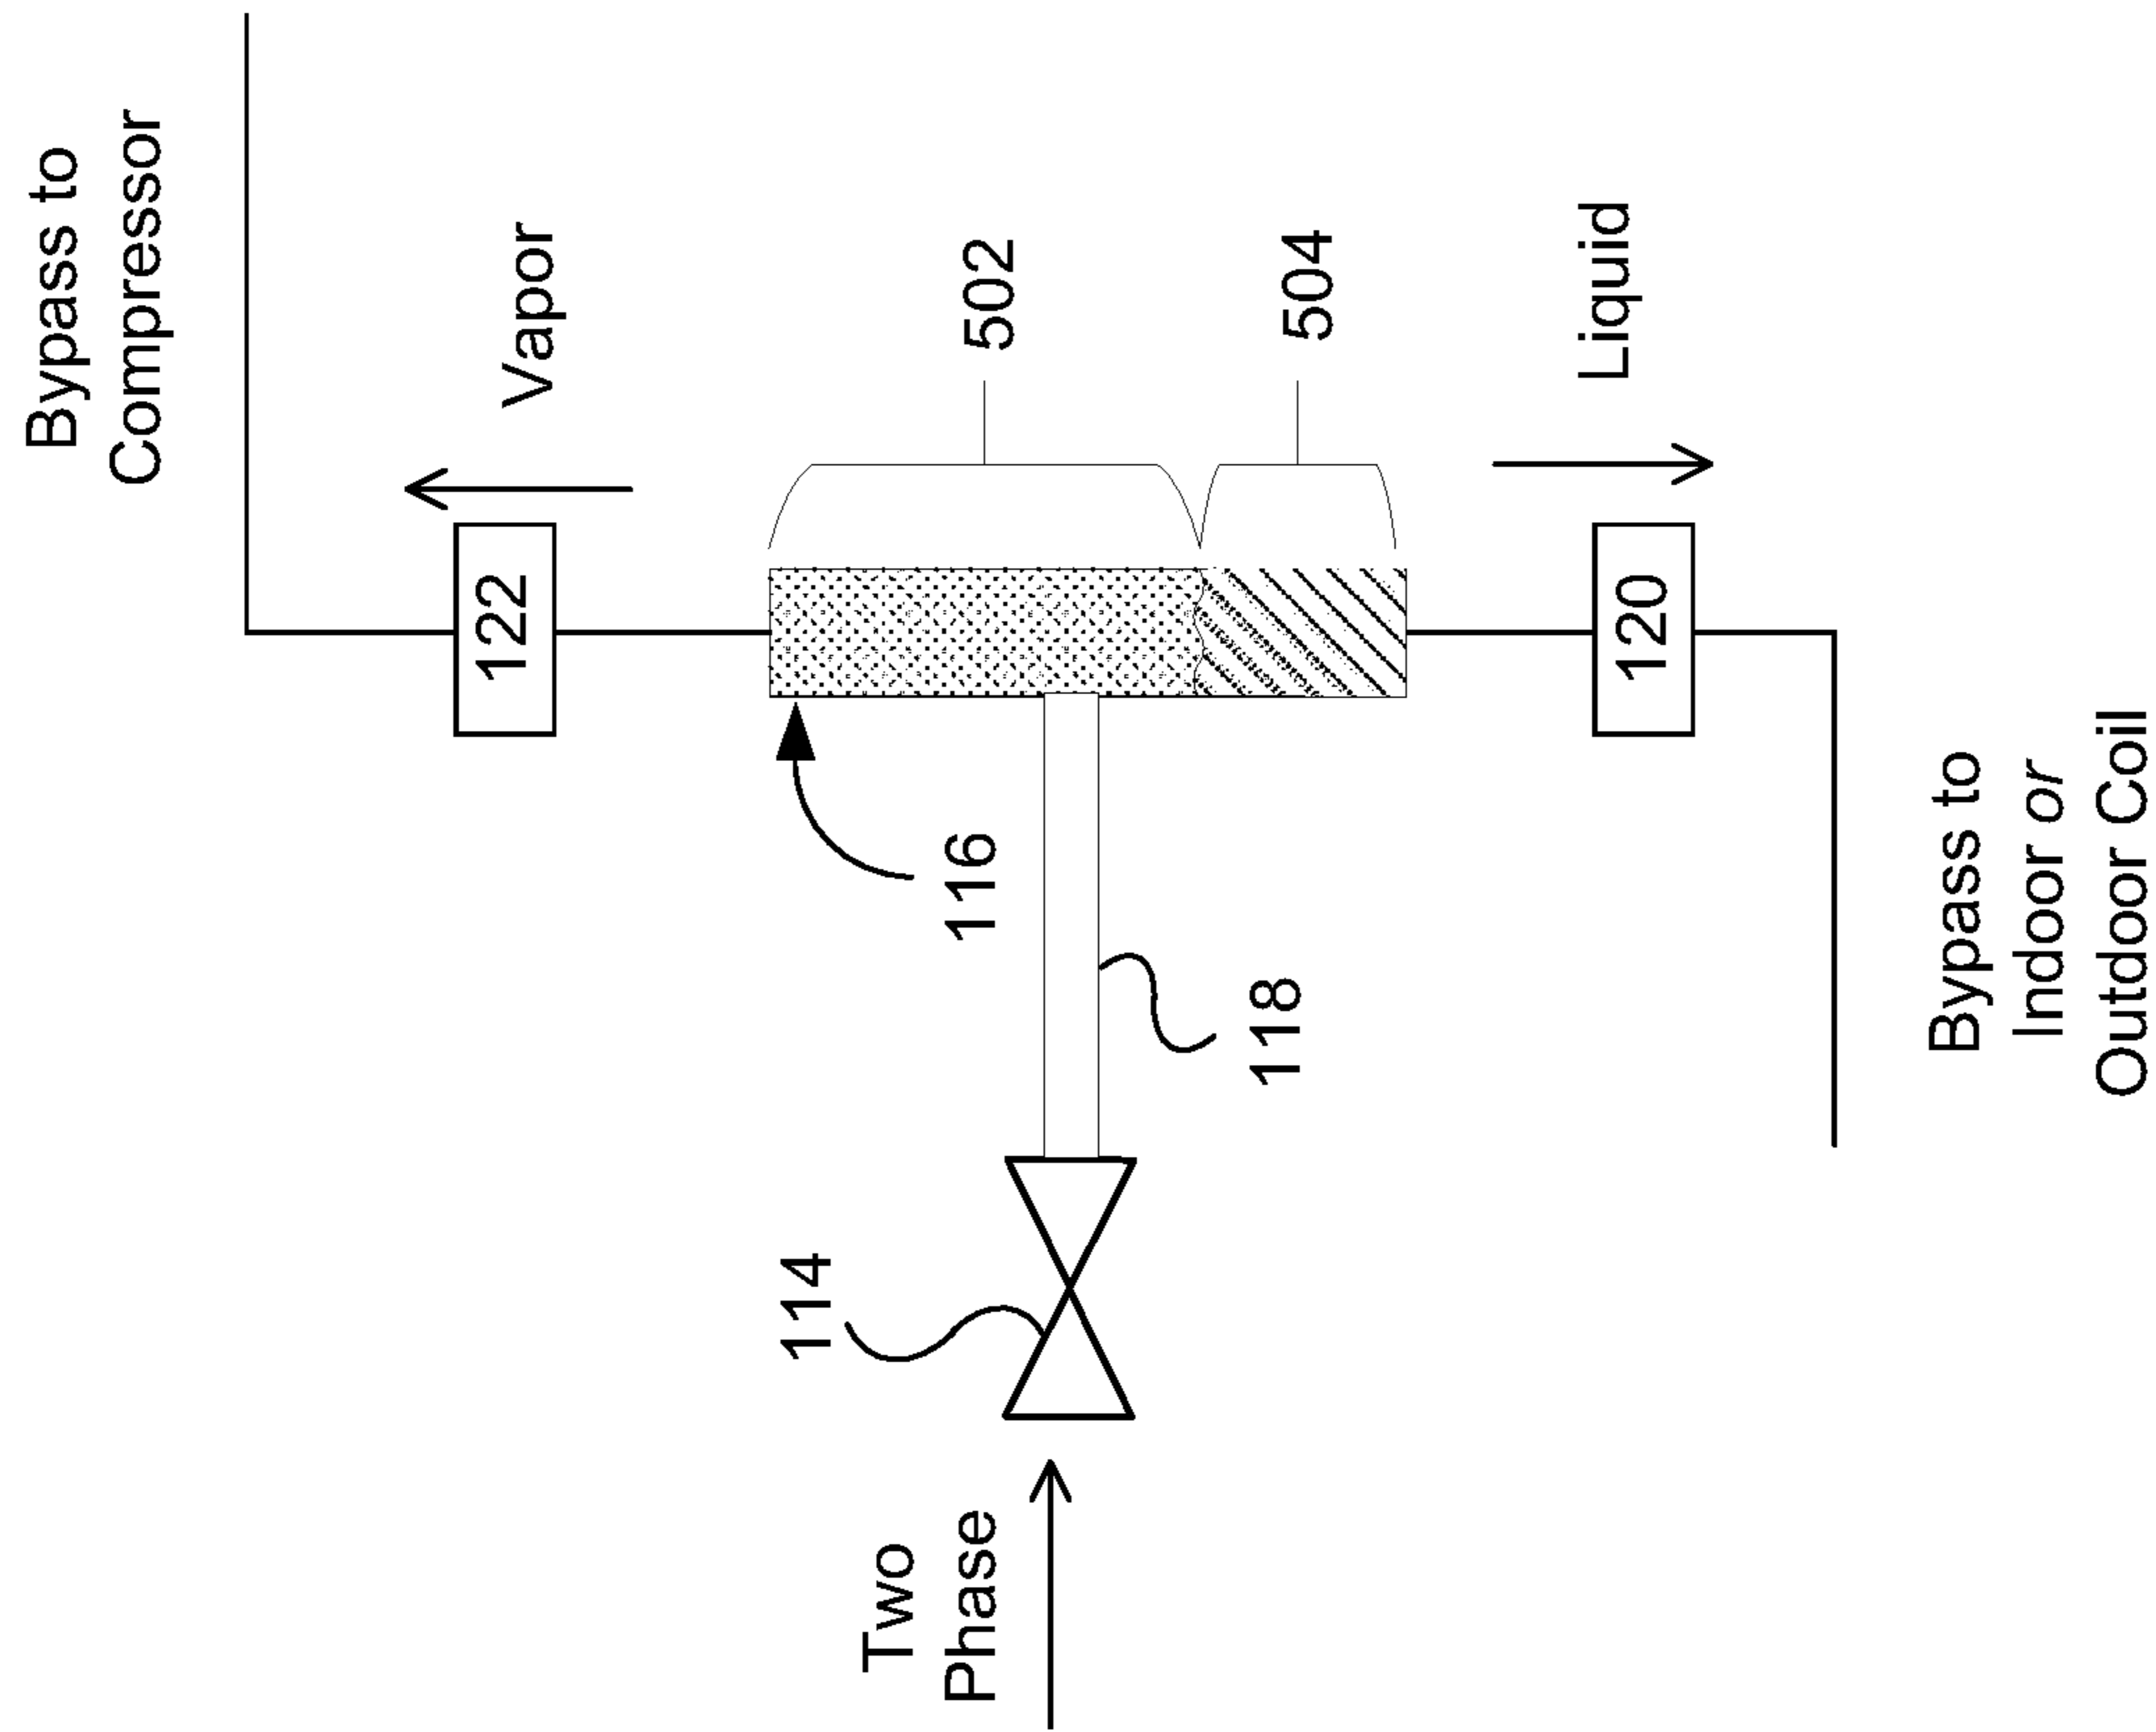 Bypass to
Compressor
Vapor
122
502
116
504
118
114
Two
Phase
Liquid
120
Bypass to
Indoor or
Outdoor Coil